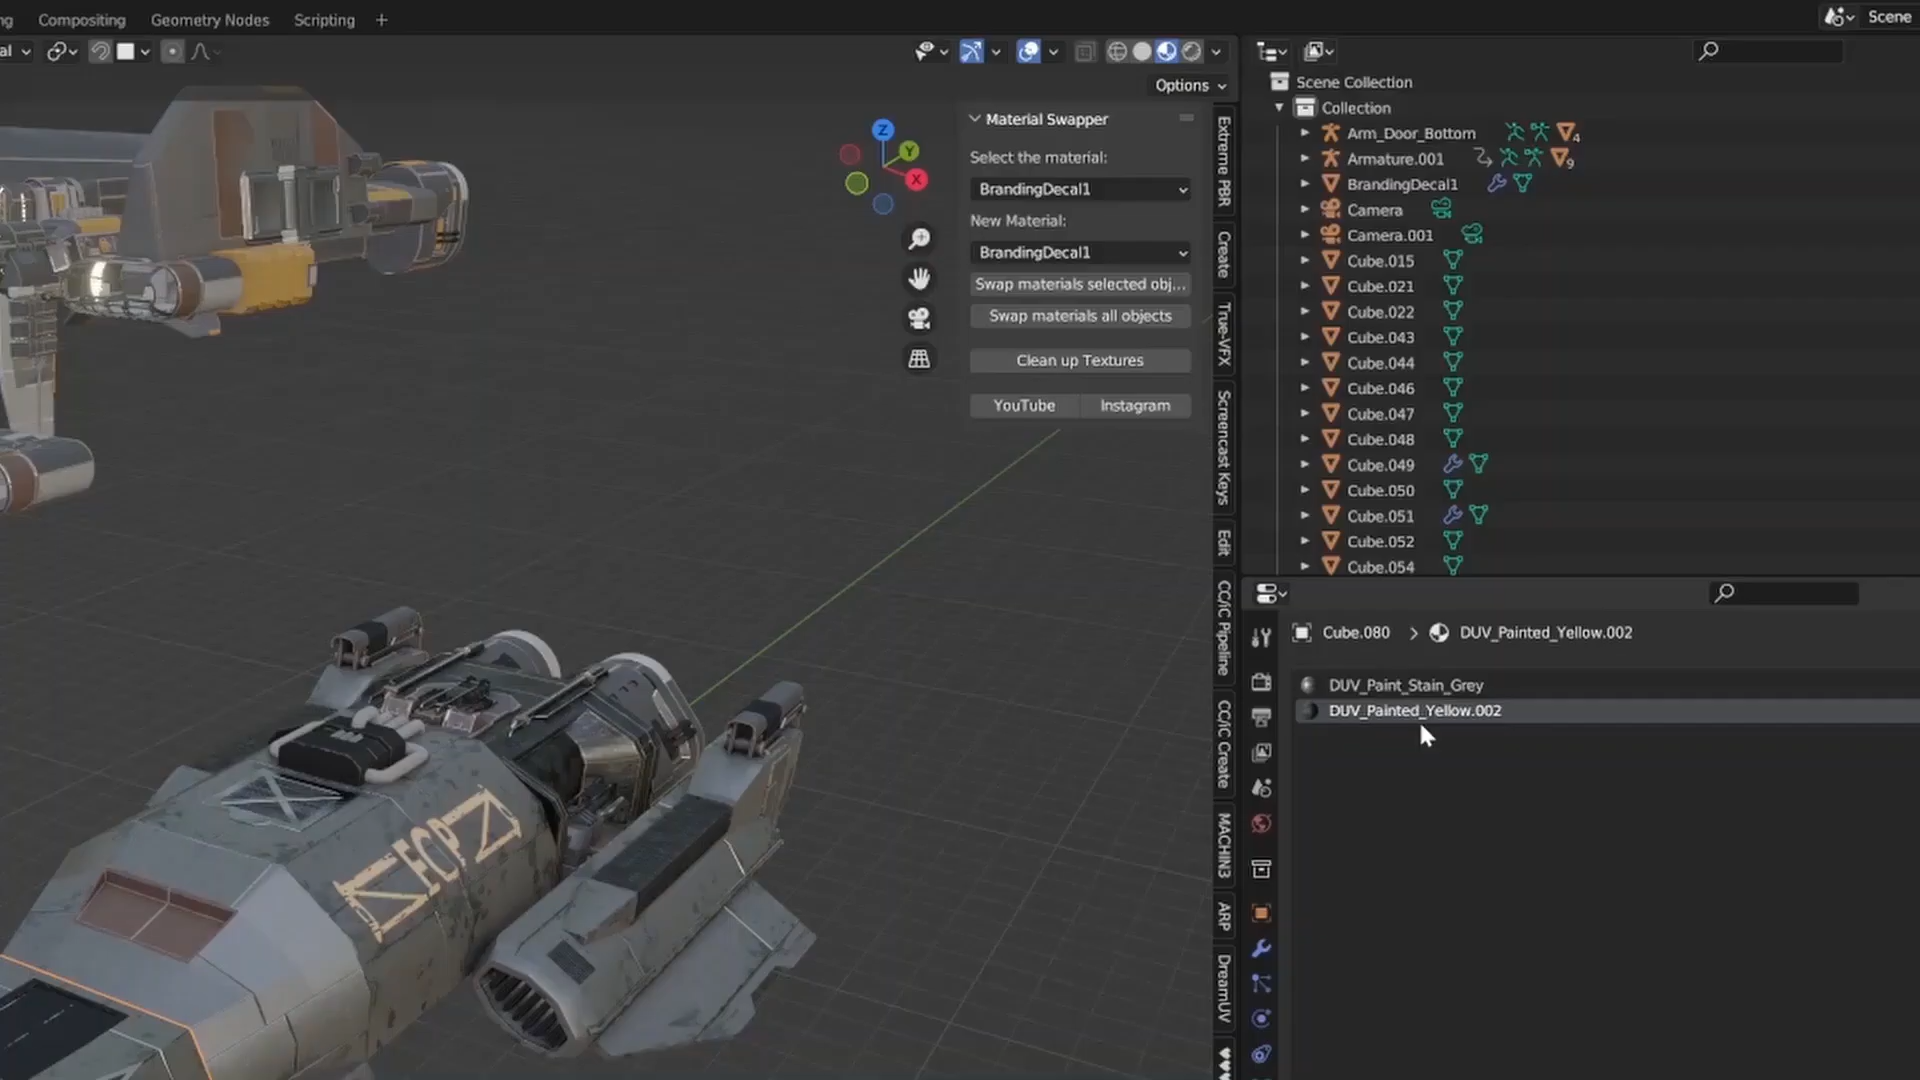 ng Compositing Geometry Nodes Scripting +
Scene
al
Options
Material Swapper
Select the material:
BrandingDecal1
New Material:
BrandingDecal1
Swap materials selected obj...
Swap materials all objects
Clean up Textures
YouTube Instagram
Z
Y
X
Extreme PBR
Create
True-VFX
Screencast Keys
Edit
CC/iC Pipeline
CC/iC Create
MACHIN3
ARP
DreamUV
Scene Collection
Collection
Arm_Door_Bottom 4
Armature.001 9
BrandingDecal1
Camera
Camera.001
Cube.015
Cube.021
Cube.022
Cube.043
Cube.044
Cube.046
Cube.047
Cube.048
Cube.049
Cube.050
Cube.051
Cube.052
Cube.054
Cube.080 > DUV_Painted_Yellow.002
DUV_Paint_Stain_Grey
DUV_Painted_Yellow.002